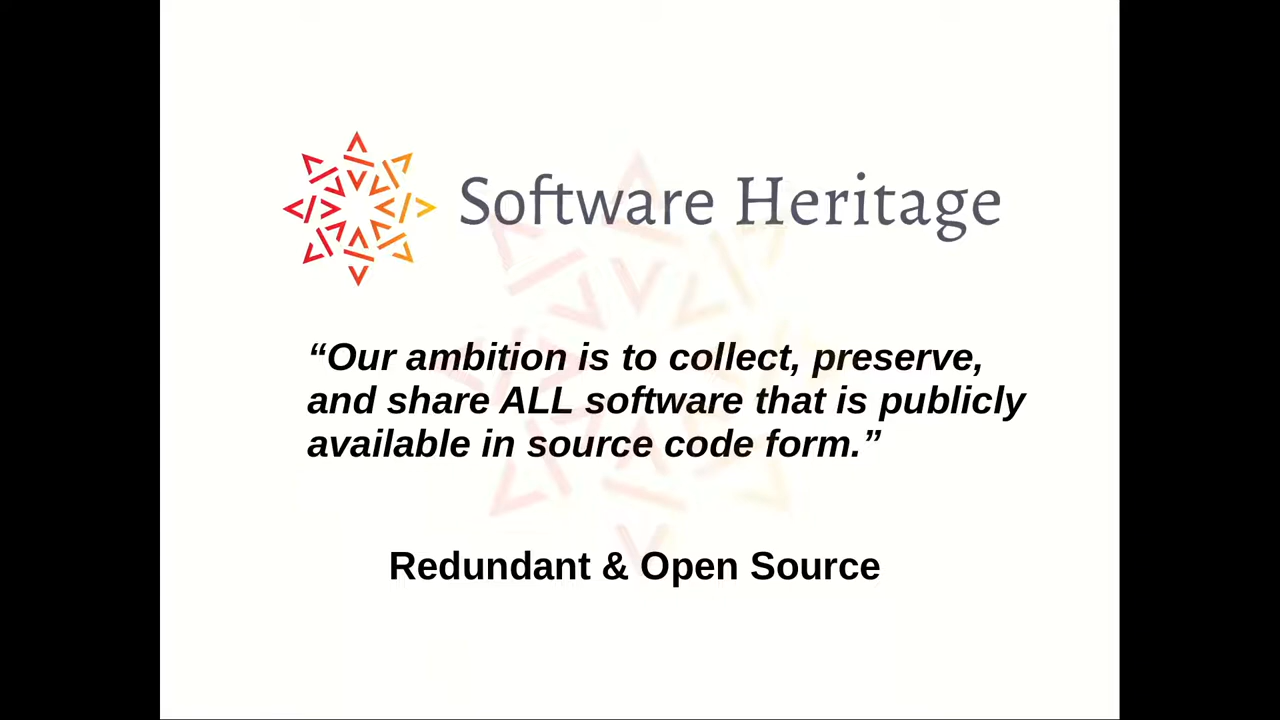 Software Heritage
“Our ambition is to collect, preserve,
and share ALL software that is publicly
available in source code form.”
Redundant & Open Source